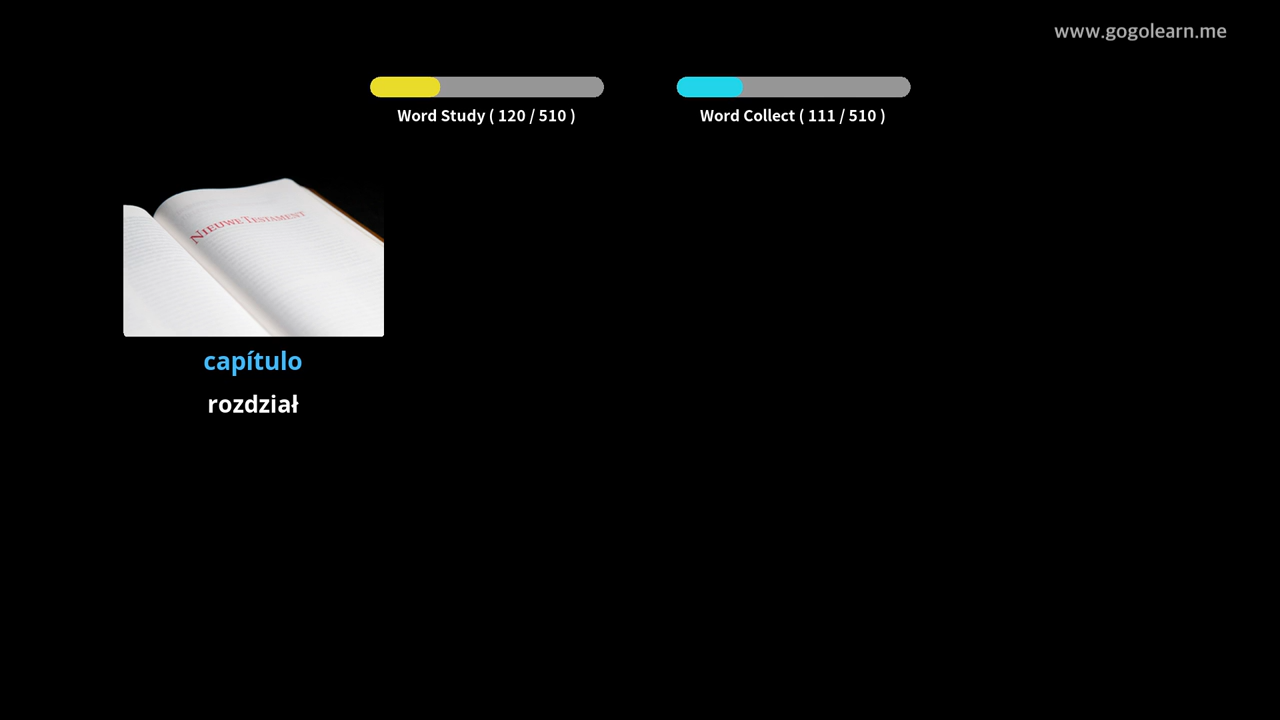 www.gogolearn.me
Word Study ( 120 / 510 )
Word Collect ( 111 / 510 )
NIEUWE TESTAMENT
capítulo
rozdział